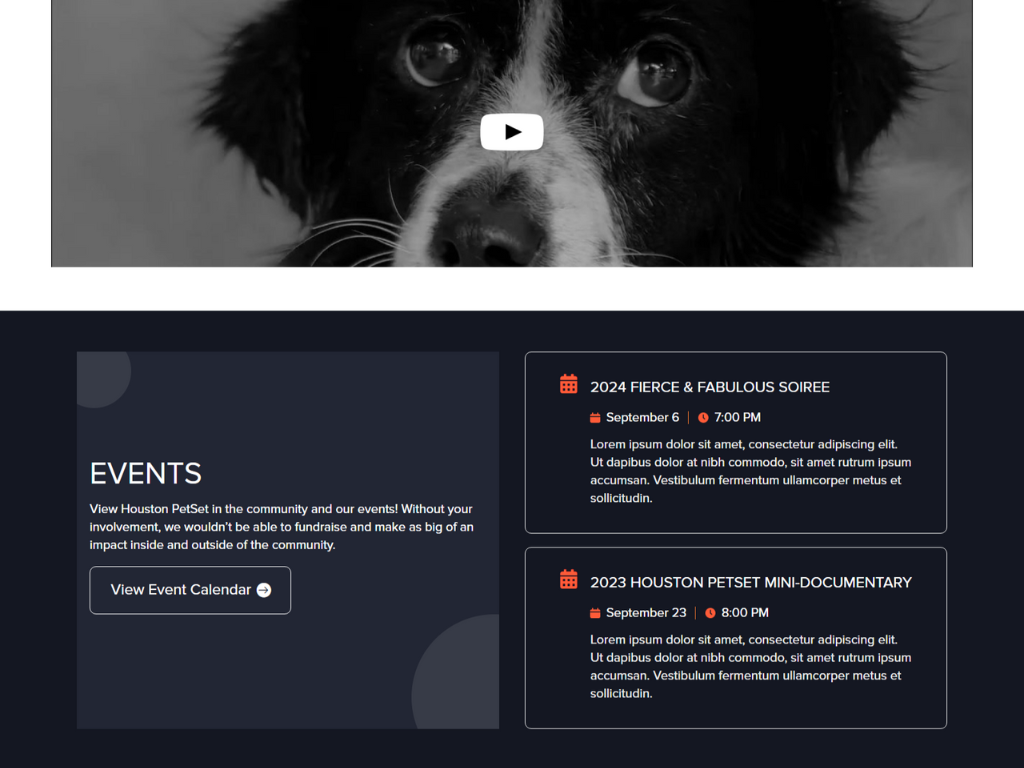 EVENTS
View Houston PetSet in the community and our events! Without your
involvement, we wouldn't be able to fundraise and make as big of an
impact inside and outside of the community.
View Event Calendar
2024 FIERCE & FABULOUS SOIREE
September 6 | 7:00 PM
Lorem ipsum dolor sit amet, consectetur adipiscing elit.
Ut dapibus dolor at nibh commodo, sit amet rutrum ipsum
accumsan. Vestibulum fermentum ullamcorper metus et
sollicitudin.
2023 HOUSTON PETSET MINI-DOCUMENTARY
September 23 | 8:00 PM
Lorem ipsum dolor sit amet, consectetur adipiscing elit.
Ut dapibus dolor at nibh commodo, sit amet rutrum ipsum
accumsan. Vestibulum fermentum ullamcorper metus et
sollicitudin.